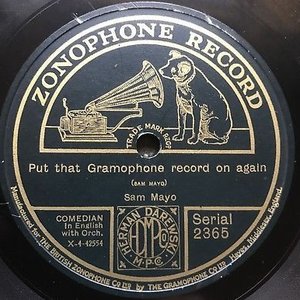 ZONOPHONE RECORD
TRADE MARK
Put that Gramophone record on again
(SAM MAYO)
Sam Mayo
COMEDIAN
In English
with Orch.
X-4-42554
HERMAN DAREWSKI
M.P.C.
Serial
2365
Manufactured for THE BRITISH ZONOPHONE CO LTD by THE GRAMOPHONE CO LTD Hayes, Middlesex, England.